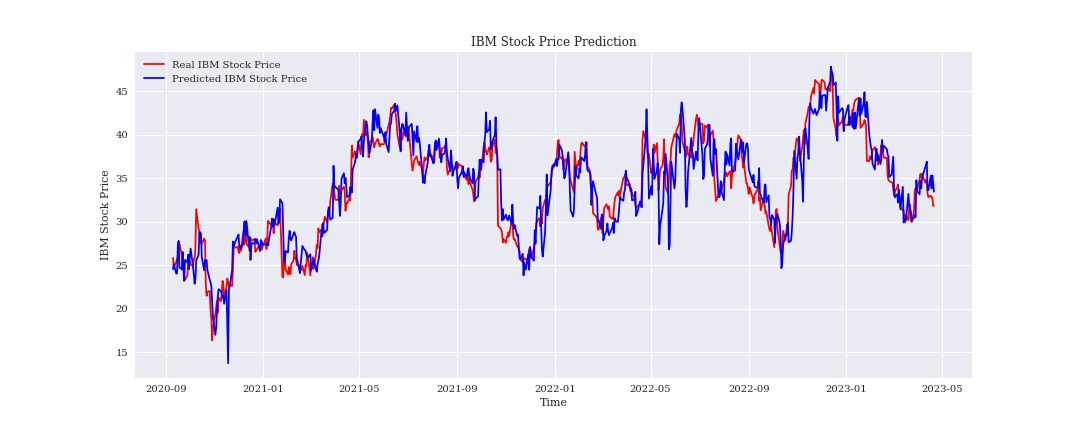 IBM Stock Price Prediction
Real IBM Stock Price
Predicted IBM Stock Price
IBM Stock Price
45
40
35
30
25
20
15
2020-09 2021-01 2021-05 2021-09 2022-01 2022-05 2022-09 2023-01 2023-05
Time